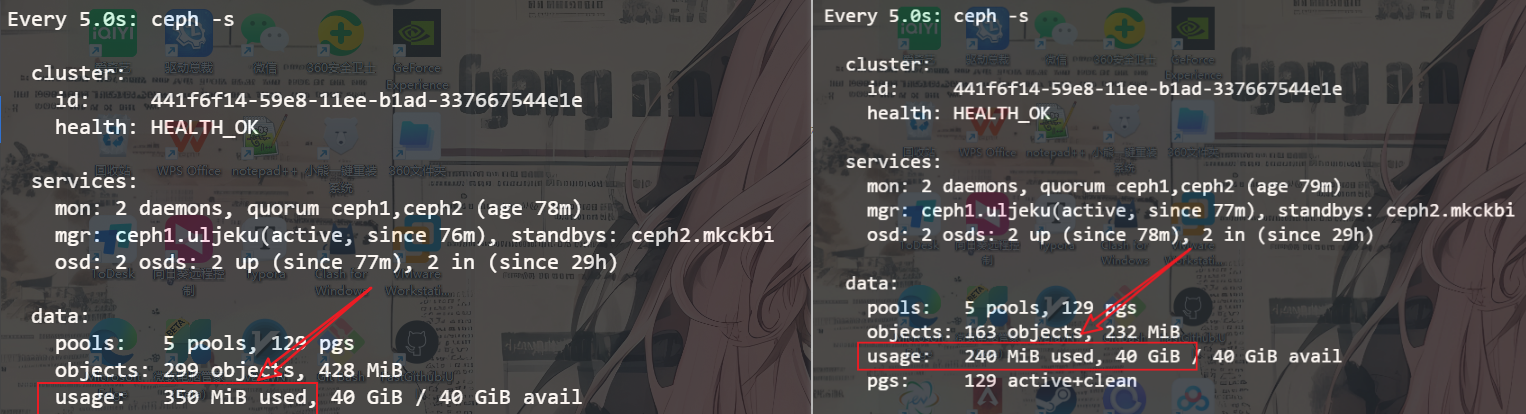 Every 5.0s: ceph -s
cluster:
id: 441f6f14-59e8-11ee-b1ad-337667544e1e
health: HEALTH_OK
services:
mon: 2 daemons, quorum ceph1,ceph2 (age 78m)
mgr: ceph1.uljeku(active, since 76m), standbys: ceph2.mkckbi
osd: 2 osds: 2 up (since 77m), 2 in (since 29h)
data:
pools: 5 pools, 129 pgs
objects: 299 objects, 428 MiB
usage: 350 MiB used, 40 GiB / 40 GiB avail
Every 5.0s: ceph -s
cluster:
id: 441f6f14-59e8-11ee-b1ad-337667544e1e
health: HEALTH_OK
services:
mon: 2 daemons, quorum ceph1,ceph2 (age 79m)
mgr: ceph1.uljeku(active, since 77m), standbys: ceph2.mkckbi
osd: 2 osds: 2 up (since 78m), 2 in (since 29h)
data:
pools: 5 pools, 129 pgs
objects: 163 objects, 232 MiB
usage: 240 MiB used, 40 GiB / 40 GiB avail
pgs: 129 active+clean